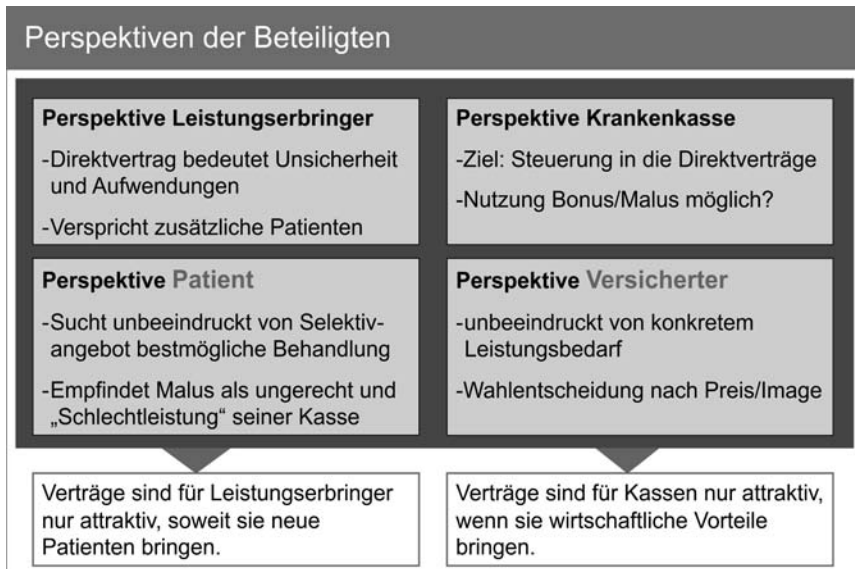 Perspektiven der Beteiligten
Perspektive Leistungserbringer
-Direktvertrag bedeutet Unsicherheit
und Aufwendungen
-Verspricht zusätzliche Patienten
Perspektive Krankenkasse
-Ziel: Steuerung in die Direktverträge
-Nutzung Bonus/Malus möglich?
Perspektive Patient
-Sucht unbeeindruckt von Selektiv-
angebot bestmögliche Behandlung
-Empfindet Malus als ungerecht und
„Schlechtleistung“ seiner Kasse
Perspektive Versicherter
-unbeeindruckt von konkretem
Leistungsbedarf
-Wahlentscheidung nach Preis/Image
Verträge sind für Leistungserbringer
nur attraktiv, soweit sie neue
Patienten bringen.
Verträge sind für Kassen nur attraktiv,
wenn sie wirtschaftliche Vorteile
bringen.